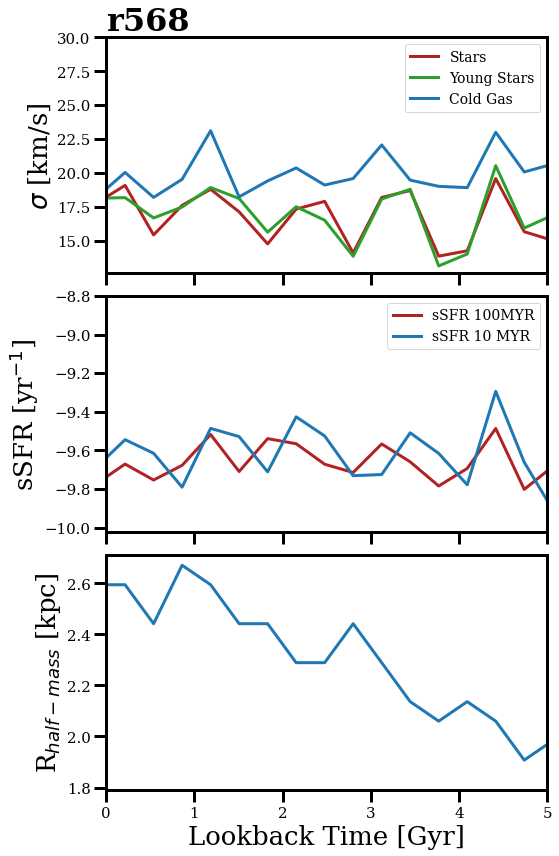 r568
30.0
27.5
25.0
22.5
20.0
17.5
15.0
σ [km/s]
Stars
Young Stars
Cold Gas
−8.8
−9.0
−9.2
−9.4
−9.6
−9.8
−10.0
sSFR [yr⁻¹]
sSFR 100MYR
sSFR 10 MYR
2.6
2.4
2.2
2.0
1.8
R_half−mass [kpc]
0 1 2 3 4 5
Lookback Time [Gyr]